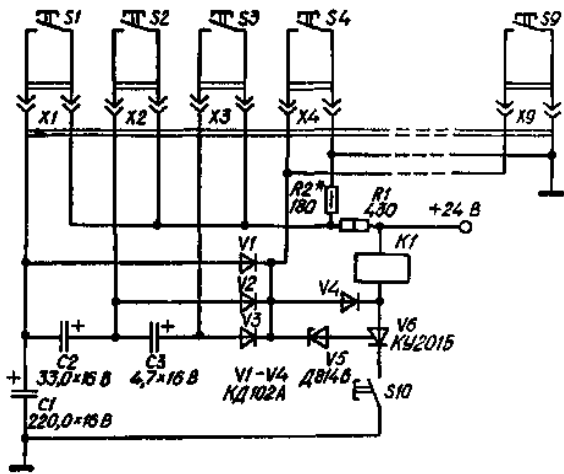 S1 S2 S3 S4 S9
X1 X2 X3 X4 X9
R2* 180
R1 430
+24 В
K1
V1
V2
V3
V4
V5
Д814В
V6
КУ201Б
C2
33,0×16 В
C3
4,7×16 В
V1-V4
КД102А
S10
C1
220,0×16 В